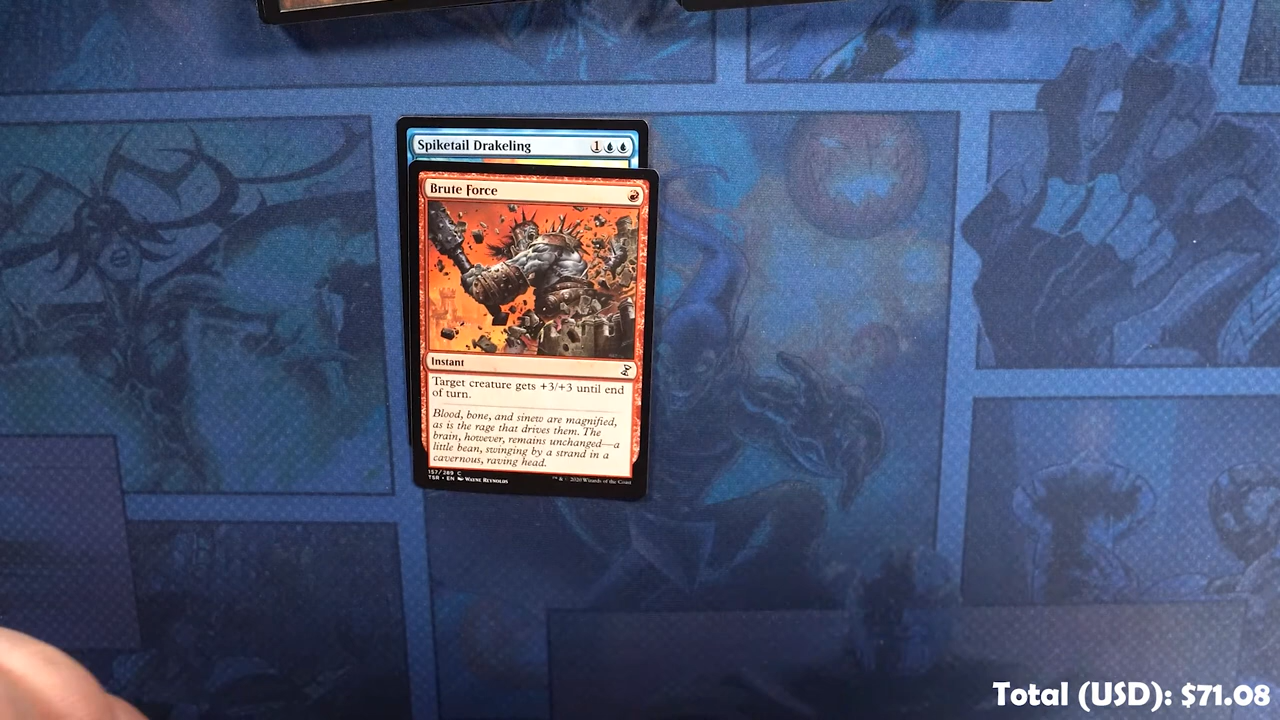 Spiketail Drakeling 1
Brute Force
Instant
Target creature gets +3/+3 until end
of turn.
Blood, bone, and sinew are magnified,
as is the rage that drives them. The
brain, however, remains unchanged—a
little bean, swinging by a strand in a
cavernous, raving head.
157/289 C
TSR • EN Wayne Reynolds ™ & © 2020 Wizards of the Coast
Total (USD): $71.08